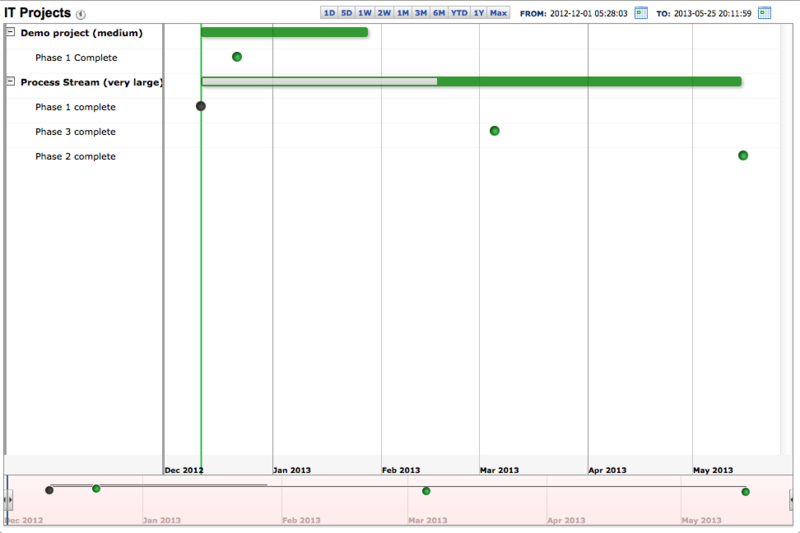 IT Projects
1D 5D 1W 2W 1M 3M 6M YTD 1Y Max FROM: 2012-12-01 05:28:03 TO: 2013-05-25 20:11:59
Demo project (medium)
Phase 1 Complete
Process Stream (very large)
Phase 1 complete
Phase 3 complete
Phase 2 complete
Dec 2012 Jan 2013 Feb 2013 Mar 2013 Apr 2013 May 2013
Dec 2012 Jan 2013 Feb 2013 Mar 2013 Apr 2013 May 2013